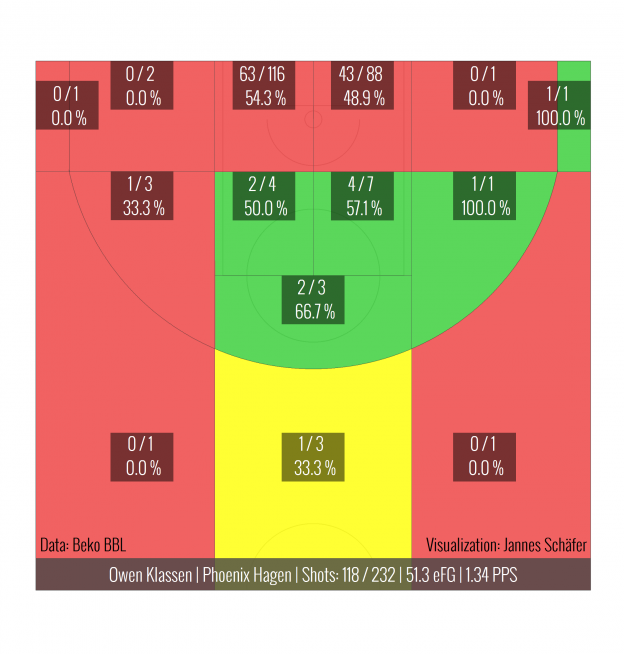 0 / 2
0.0 %
63 / 116
54.3 %
43 / 88
48.9 %
0 / 1
0.0 %
0 / 1
0.0 %
1 / 1
100.0 %
1 / 3
33.3 %
2 / 4
50.0 %
4 / 7
57.1 %
1 / 1
100.0 %
2 / 3
66.7 %
0 / 1
0.0 %
1 / 3
33.3 %
0 / 1
0.0 %
Data: Beko BBL
Visualization: Jannes Schäfer
Owen Klassen | Phoenix Hagen | Shots: 118 / 232 | 51.3 eFG | 1.34 PPS